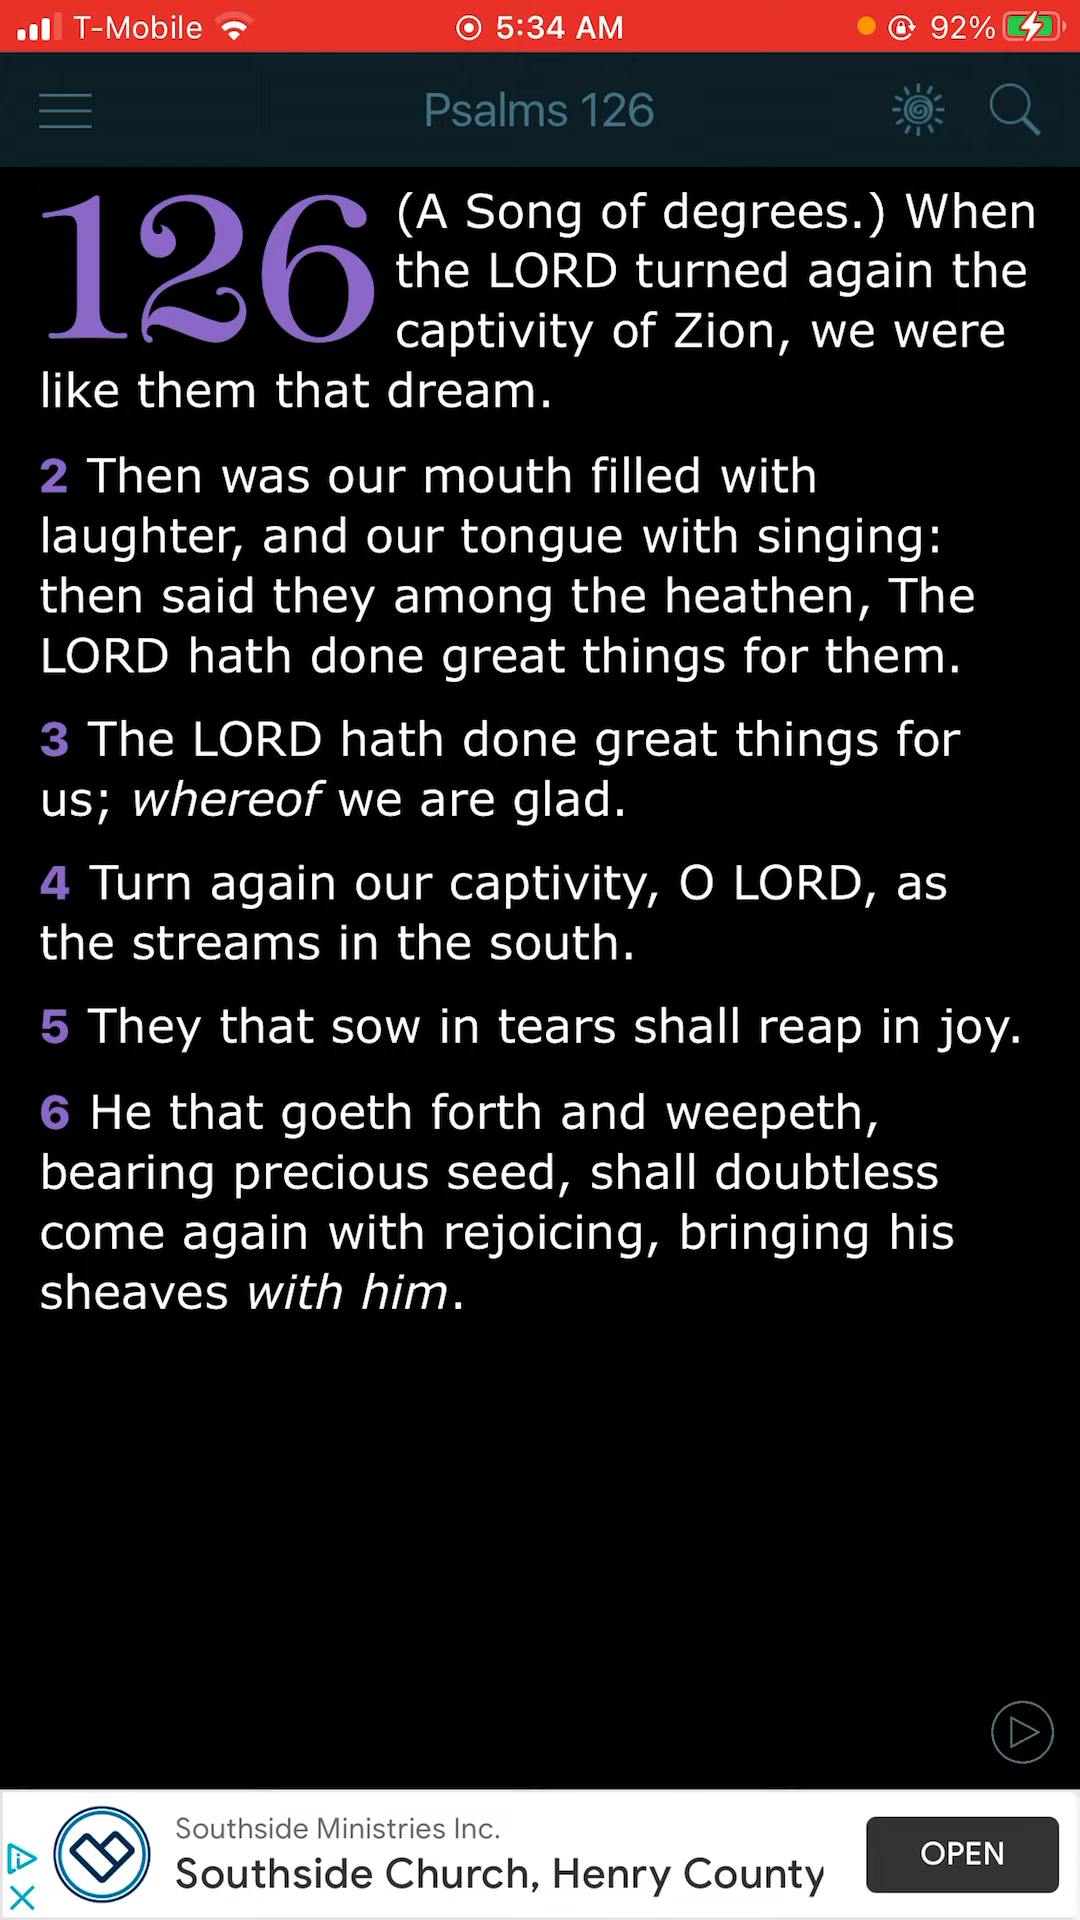 T-Mobile 5:34 AM 92%
Psalms 126
126 (A Song of degrees.) When
the LORD turned again the
captivity of Zion, we were
like them that dream.
2 Then was our mouth filled with
laughter, and our tongue with singing:
then said they among the heathen, The
LORD hath done great things for them.
3 The LORD hath done great things for
us; whereof we are glad.
4 Turn again our captivity, O LORD, as
the streams in the south.
5 They that sow in tears shall reap in joy.
6 He that goeth forth and weepeth,
bearing precious seed, shall doubtless
come again with rejoicing, bringing his
sheaves with him.
Southside Ministries Inc.
Southside Church, Henry County
OPEN